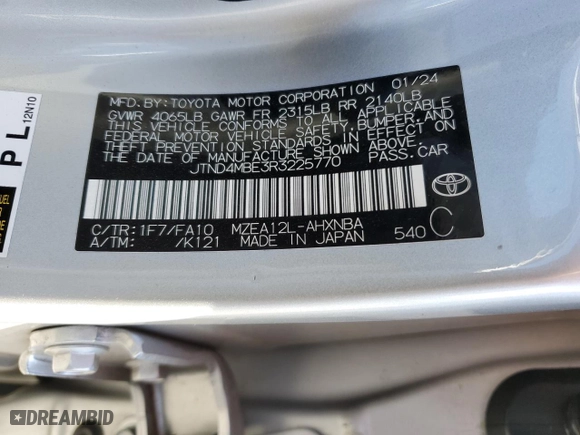 MFD.BY:TOYOTA MOTOR CORPORATION 01/24
GVWR 4065LB GAWR FR 2315LB RR 2140LB
THIS VEHICLE CONFORMS TO ALL APPLICABLE
FEDERAL MOTOR VEHICLE SAFETY, BUMPER, AND
THEFT PREVENTION STANDARDS IN EFFECT ON
THE DATE OF MANUFACTURE SHOWN ABOVE.
JTND4MBE3R3225770 PASS.CAR
C/TR:1F7/FA10 MZEA12L-AHXNBA
A/TM: /K121 MADE IN JAPAN 540 C
P L
12N10
DREAMBID